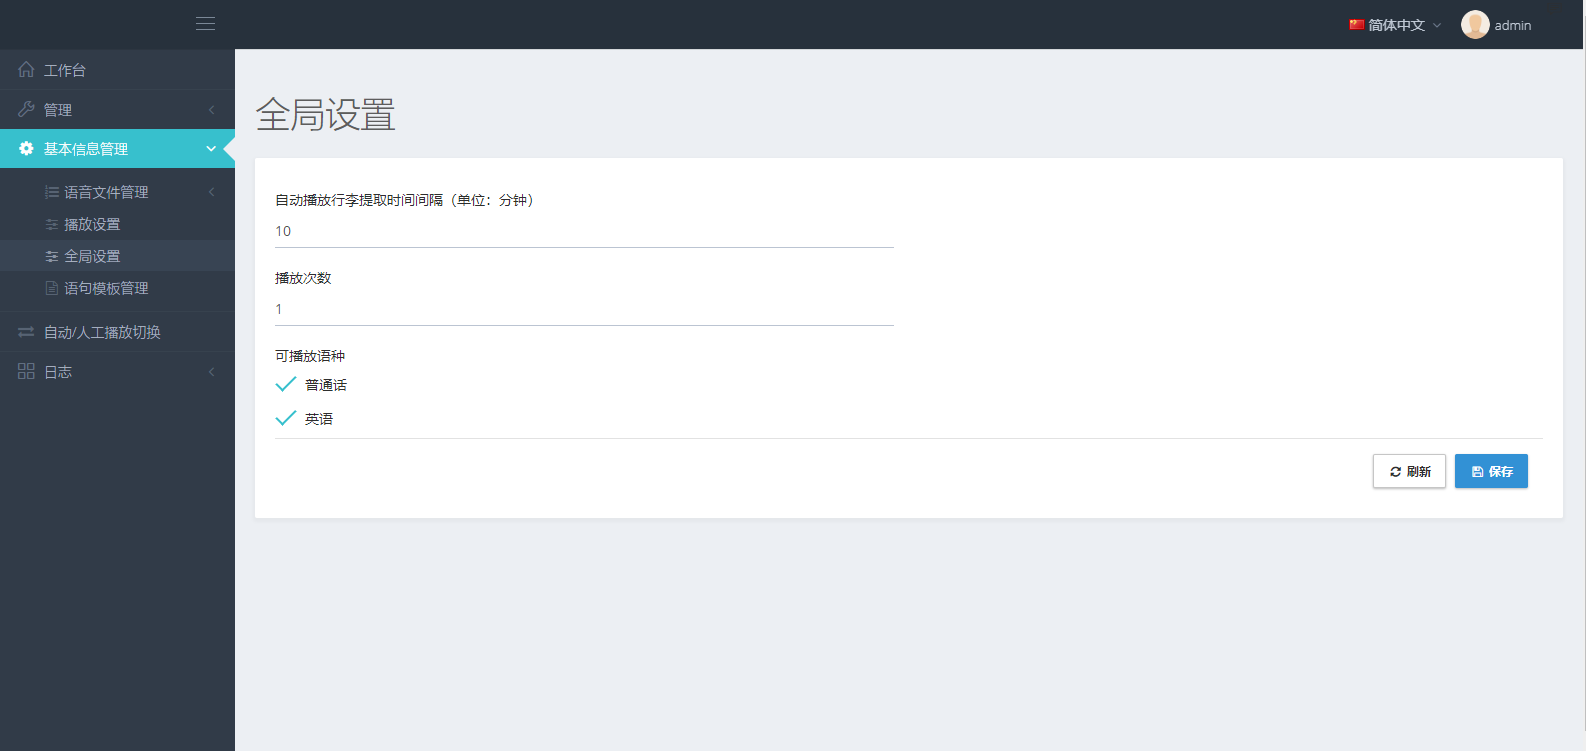 简体中文
admin
工作台
管理
基本信息管理
语音文件管理
播放设置
全局设置
语句模板管理
自动/人工播放切换
日志
全局设置
自动播放行李提取时间间隔（单位：分钟）
10
播放次数
1
可播放语种
普通话
英语
刷新
保存